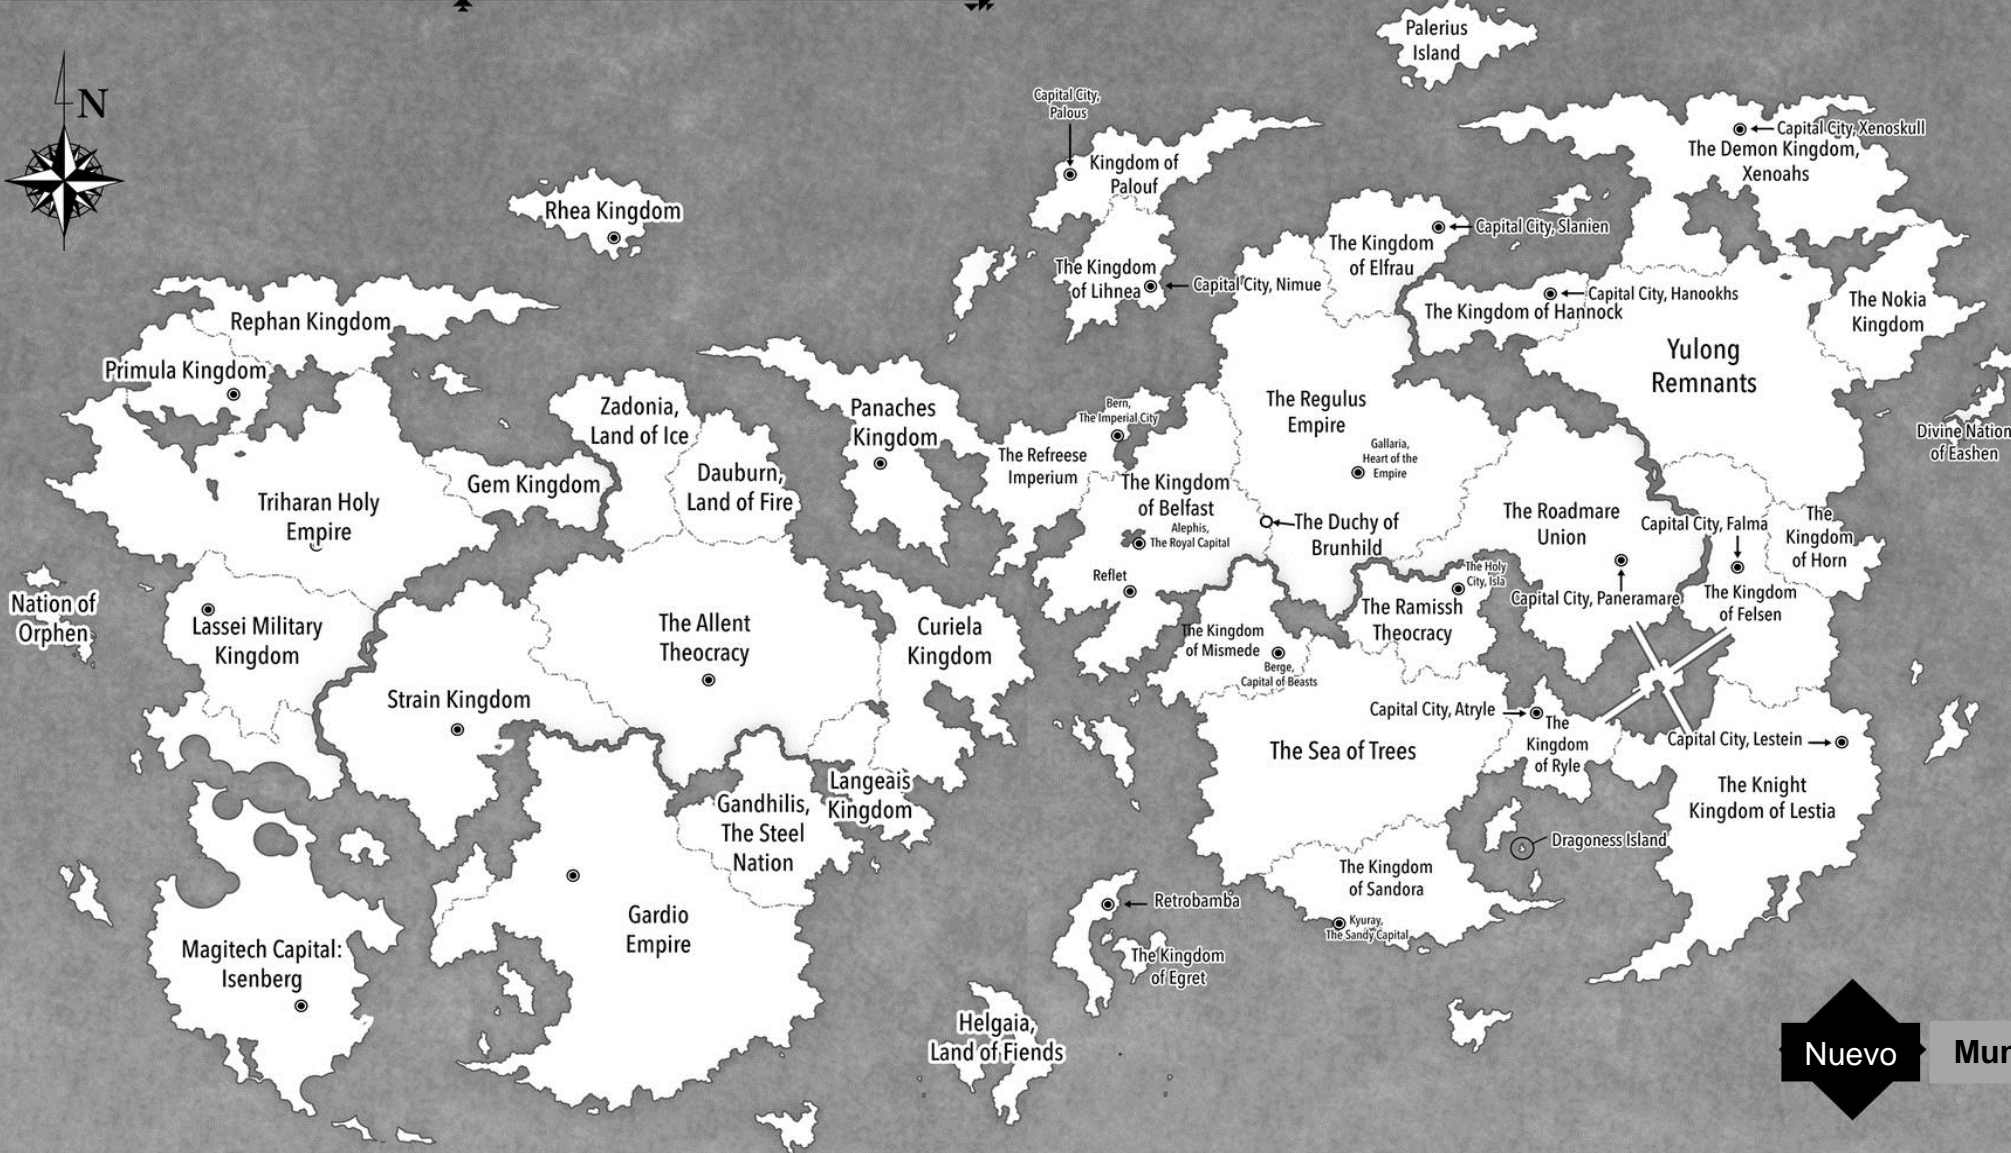 N
Palerius
Island
Capital City,
Palous
Kingdom of
Palouf
Capital City, Xenoskull
The Demon Kingdom,
Xenoahs
Rhea Kingdom
The Kingdom
of Elfrau
Capital City, Slanien
The Kingdom
of Lihnea
Capital City, Nimue
Capital City, Hanookhs
The Kingdom of Hannock
The Nokia
Kingdom
Rephan Kingdom
Primula Kingdom
Yulong
Remnants
Zadonia,
Land of Ice
Panaches
Kingdom
Bern,
The Imperial City
The Regulus
Empire
Gallaria,
Heart of the
Empire
Divine Nation
of Eashen
The Refreese
Imperium
Gem Kingdom
Dauburn,
Land of Fire
The Kingdom
of Belfast
Alephis,
The Royal Capital
Triharan Holy
Empire
The Duchy of
Brunhild
The Roadmare
Union
Capital City, Falma
The
Kingdom
of Horn
Reflet
The Holy
City, Isla
Capital City, Paneramare
The Kingdom
of Felsen
Nation of
Orphen
Lassei Military
Kingdom
The Allent
Theocracy
Curiela
Kingdom
The Kingdom
of Mismede
Berge,
Capital of Beasts
The Ramissh
Theocracy
Strain Kingdom
Capital City, Atryle
The
Kingdom
of Ryle
Capital City, Lestein
The Sea of Trees
The Knight
Kingdom of Lestia
Langeais
Kingdom
Gandhilis,
The Steel
Nation
Dragoness Island
The Kingdom
of Sandora
Kyuray,
The Sandy Capital
Retrobamba
The Kingdom
of Egret
Gardio
Empire
Magitech Capital:
Isenberg
Helgaia,
Land of Fiends
Nuevo